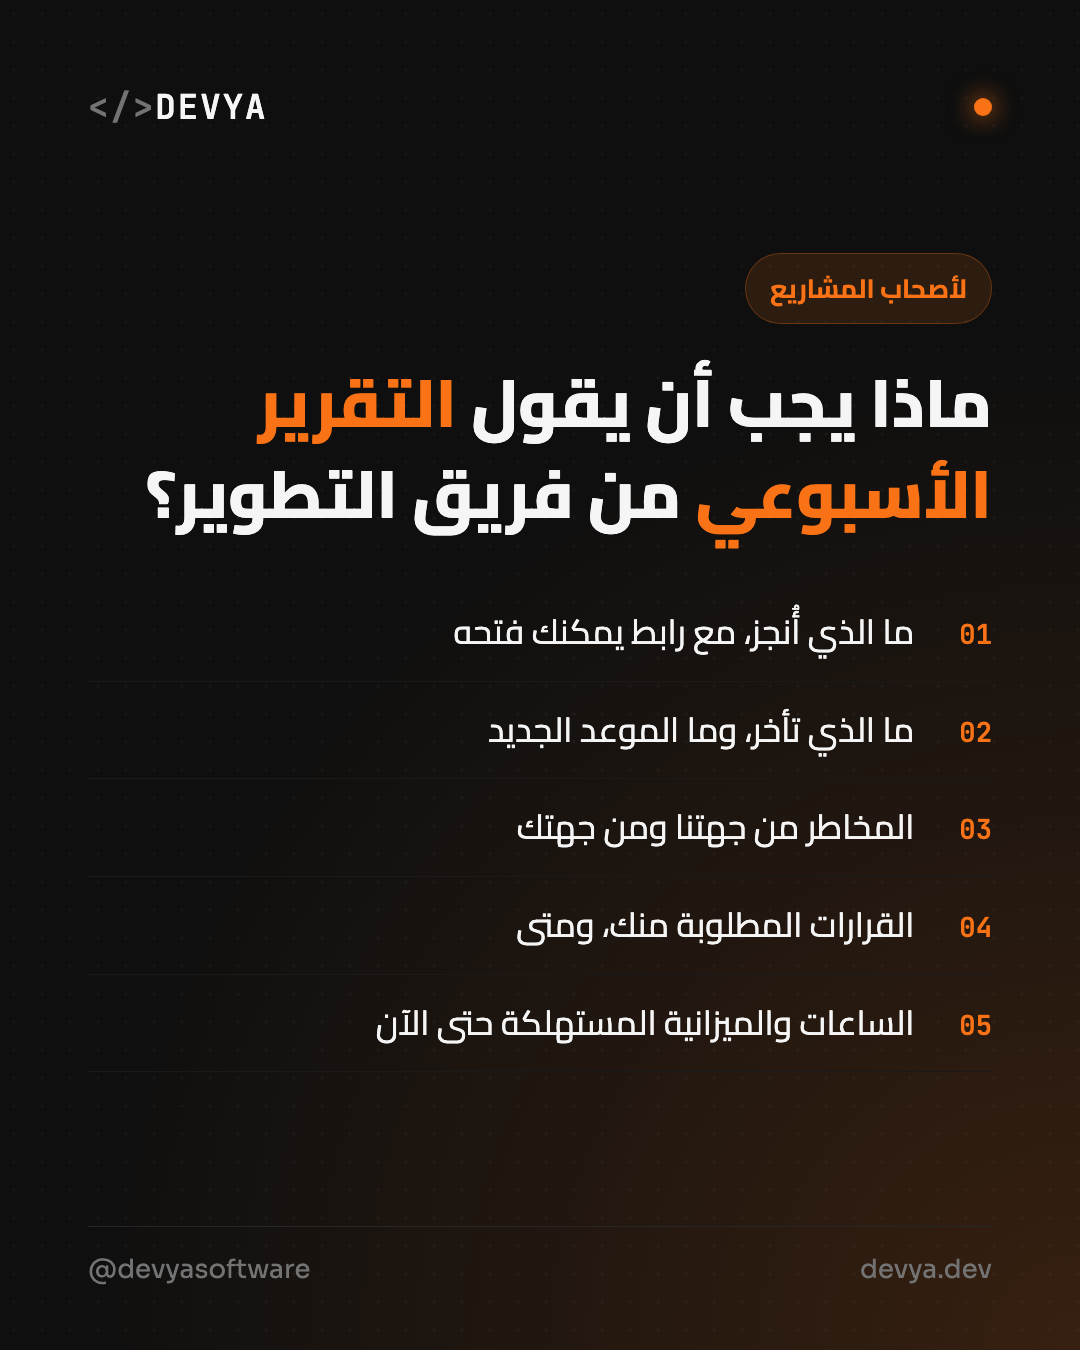 </>DEVYA
لأصحاب المشاريع
ماذا يجب أن يقول التقرير
الأسبوعي من فريق التطوير؟
01 ما الذي أُنجز، مع رابط يمكنك فتحه
02 ما الذي تأخر، وما الموعد الجديد
03 المخاطر من جهتنا ومن جهتك
04 القرارات المطلوبة منك، ومتى
05 الساعات والميزانية المستهلكة حتى الآن
@devyasoftware
devya.dev